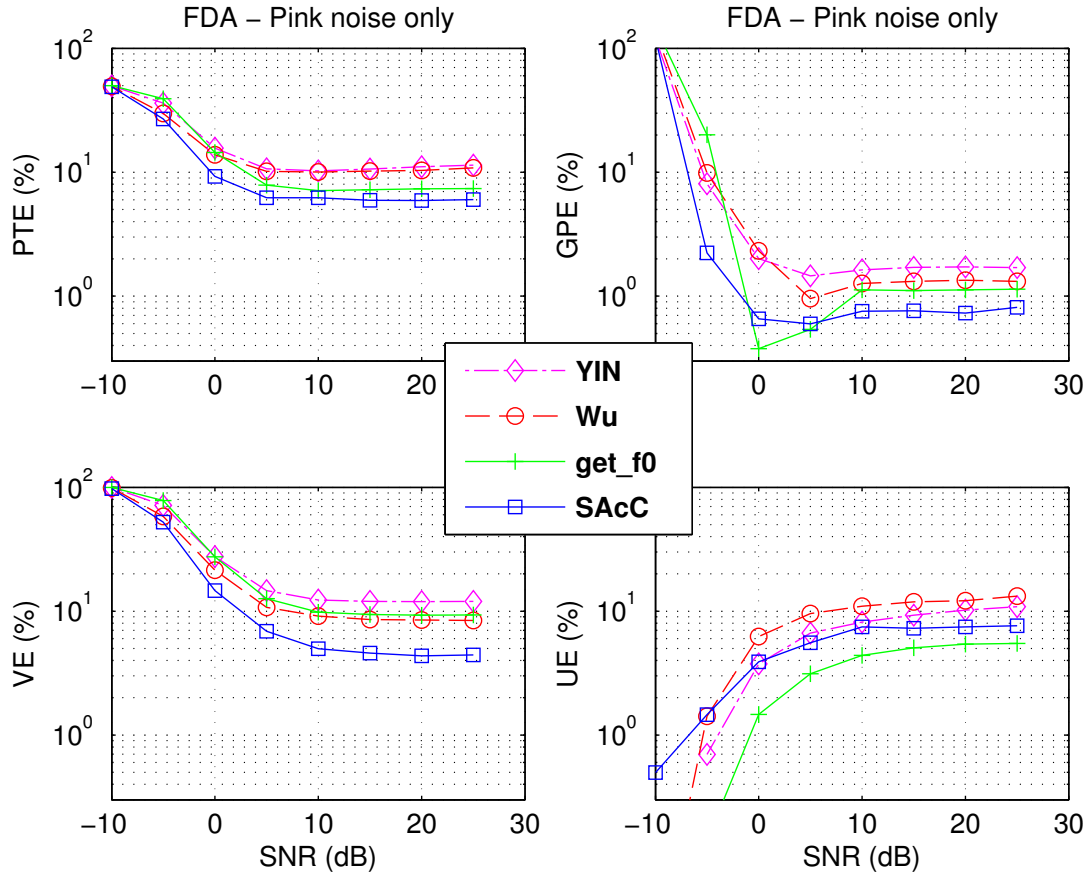 FDA − Pink noise only
FDA − Pink noise only
PTE (%)
10^2
10^1
10^0
−10 0 10 20 30
GPE (%)
10^2
10^1
10^0
−10 0 10 20 30
YIN
Wu
get_f0
SAcC
VE (%)
10^2
10^1
10^0
−10 0 10 20 30
SNR (dB)
UE (%)
10^2
10^1
10^0
−10 0 10 20 30
SNR (dB)